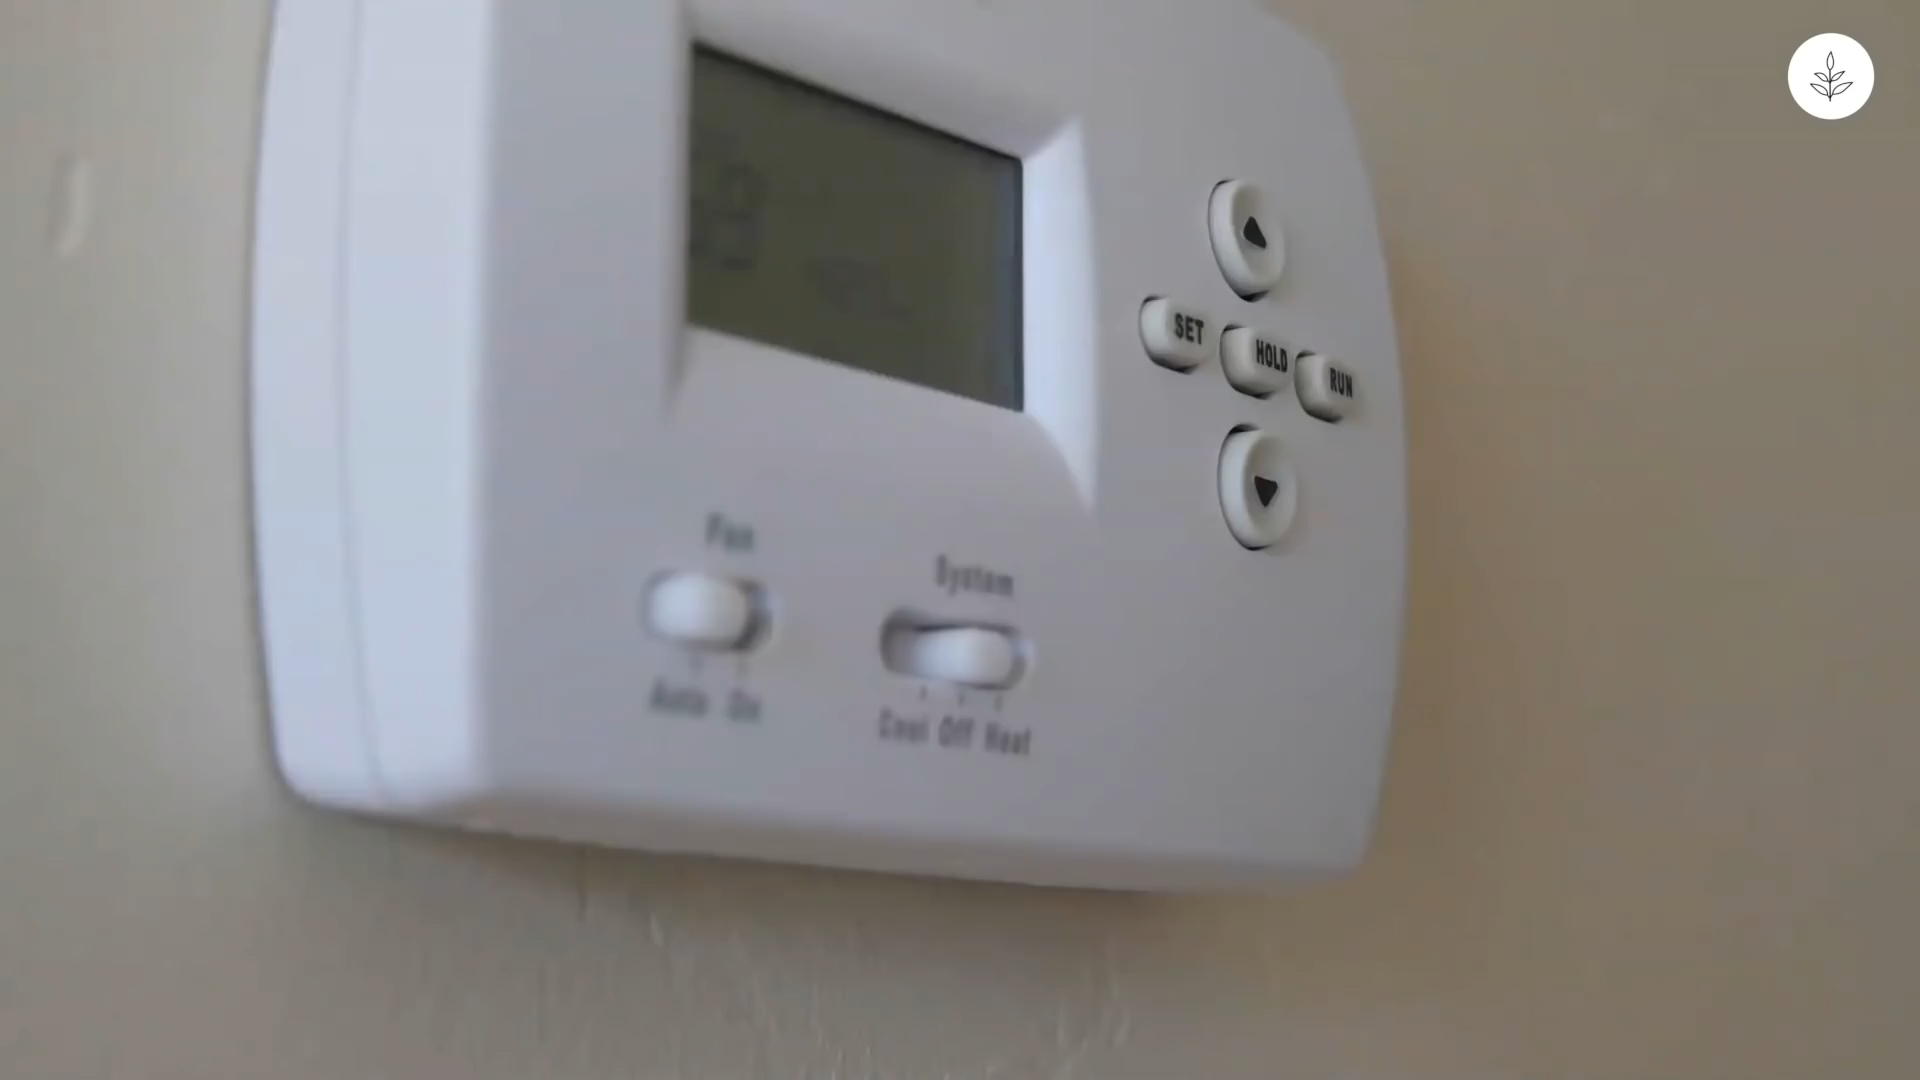 SET HOLD RUN
Fan
System
Auto On
Cool Off Heat